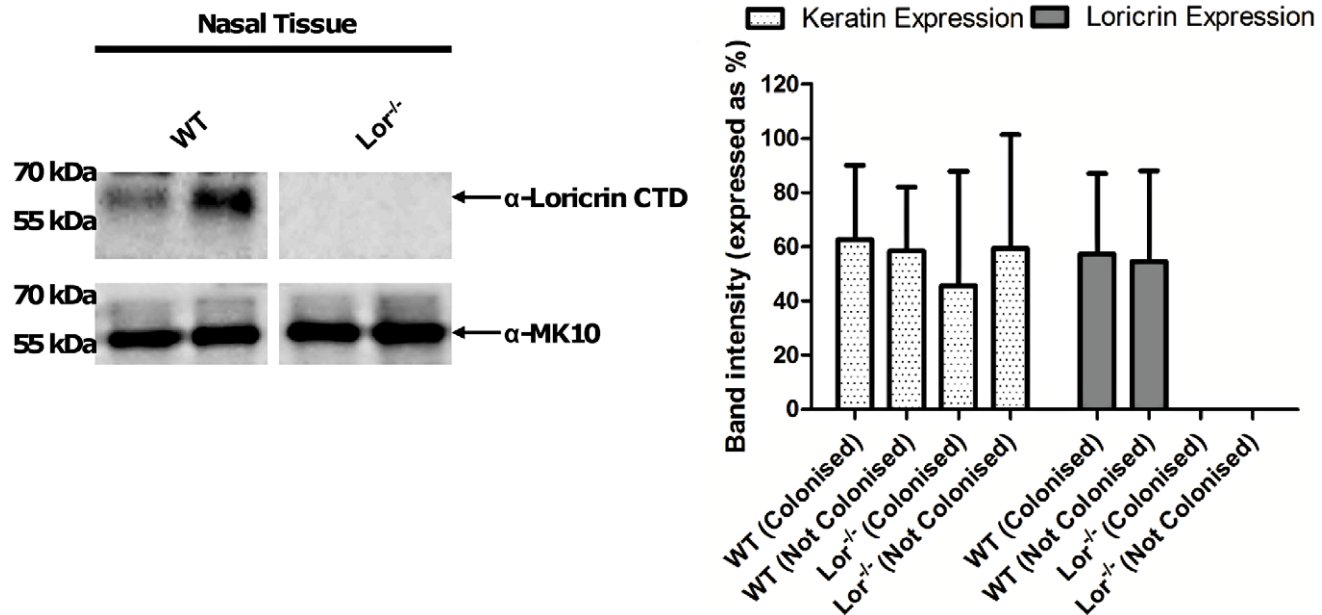 Nasal Tissue
WT
Lor-/-
70 kDa
55 kDa
α-Loricrin CTD
70 kDa
55 kDa
α-MK10
Keratin Expression
Loricrin Expression
Band intensity (expressed as %)
120
100
80
60
40
20
0
WT (Colonised)
WT (Not Colonised)
Lor-/- (Colonised)
Lor-/- (Not Colonised)
WT (Colonised)
WT (Not Colonised)
Lor-/- (Colonised)
Lor-/- (Not Colonised)